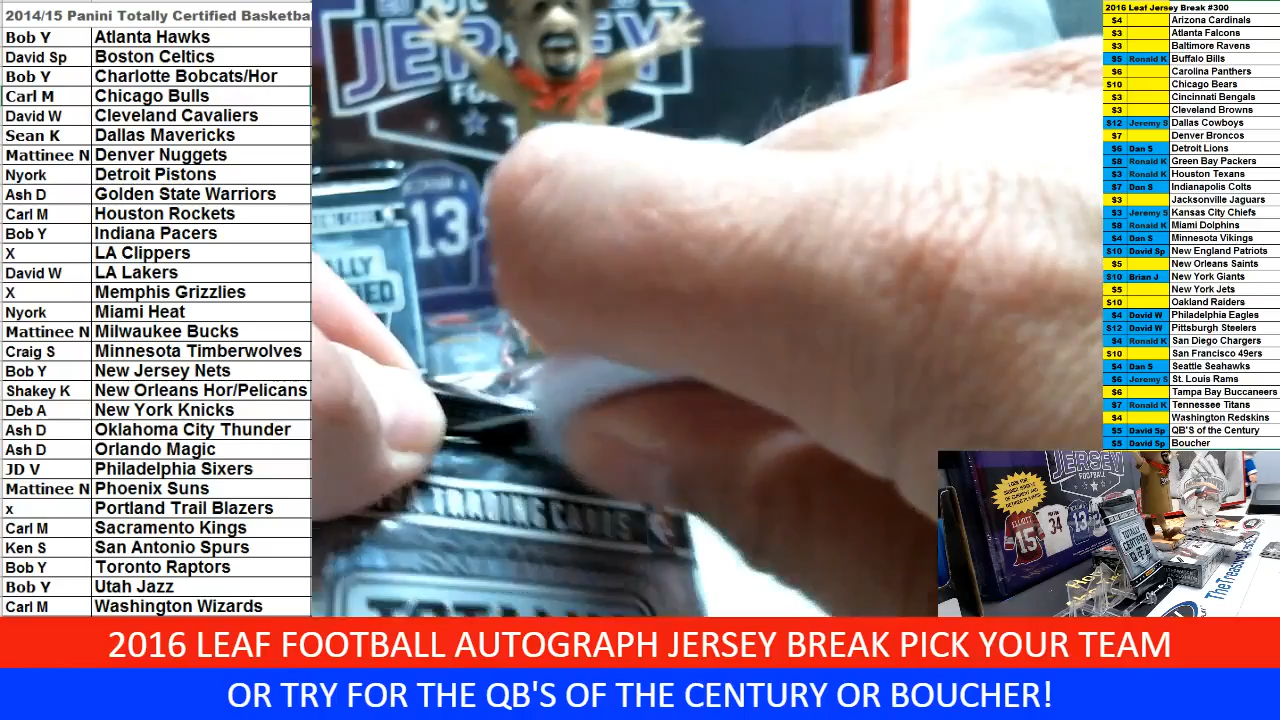 2014/15 Panini Totally Certified Basketba
Bob Y Atlanta Hawks
David Sp Boston Celtics
Bob Y Charlotte Bobcats/Hor
Carl M Chicago Bulls
David W Cleveland Cavaliers
Sean K Dallas Mavericks
Mattinee N Denver Nuggets
Nyork Detroit Pistons
Ash D Golden State Warriors
Carl M Houston Rockets
Bob Y Indiana Pacers
X LA Clippers
David W LA Lakers
X Memphis Grizzlies
Nyork Miami Heat
Mattinee N Milwaukee Bucks
Craig S Minnesota Timberwolves
Bob Y New Jersey Nets
Shakey K New Orleans Hor/Pelicans
Deb A New York Knicks
Ash D Oklahoma City Thunder
Ash D Orlando Magic
JD V Philadelphia Sixers
Mattinee N Phoenix Suns
x Portland Trail Blazers
Carl M Sacramento Kings
Ken S San Antonio Spurs
Bob Y Toronto Raptors
Bob Y Utah Jazz
Carl M Washington Wizards
JERSEY
13
TRADING CARDS
2016 Leaf Jersey Break #300
$4 Arizona Cardinals
$3 Atlanta Falcons
$3 Baltimore Ravens
$5 Ronald K Buffalo Bills
$6 Carolina Panthers
$10 Chicago Bears
$3 Cincinnati Bengals
$3 Cleveland Browns
$12 Jeremy S Dallas Cowboys
$7 Denver Broncos
$6 Dan S Detroit Lions
$8 Ronald K Green Bay Packers
$3 Ronald K Houston Texans
$7 Dan S Indianapolis Colts
$3 Jacksonville Jaguars
$3 Jeremy S Kansas City Chiefs
$8 Ronald K Miami Dolphins
$4 Dan S Minnesota Vikings
$10 David Sp New England Patriots
$5 New Orleans Saints
$10 Brian J New York Giants
$5 New York Jets
$10 Oakland Raiders
$4 David W Philadelphia Eagles
$12 David W Pittsburgh Steelers
$4 Ronald K San Diego Chargers
$10 San Francisco 49ers
$4 Dan S Seattle Seahawks
$6 Jeremy S St. Louis Rams
$6 Tampa Bay Buccaneers
$7 Ronald K Tennessee Titans
$4 Washington Redskins
$5 David Sp QB'S of the Century
$5 David Sp Boucher
JERSEY
FOOTBALL
ELLIOTT
15
34
13
TOTALLY
CERTIFIED
TheTreasure
2016 LEAF FOOTBALL AUTOGRAPH JERSEY BREAK PICK YOUR TEAM
OR TRY FOR THE QB'S OF THE CENTURY OR BOUCHER!